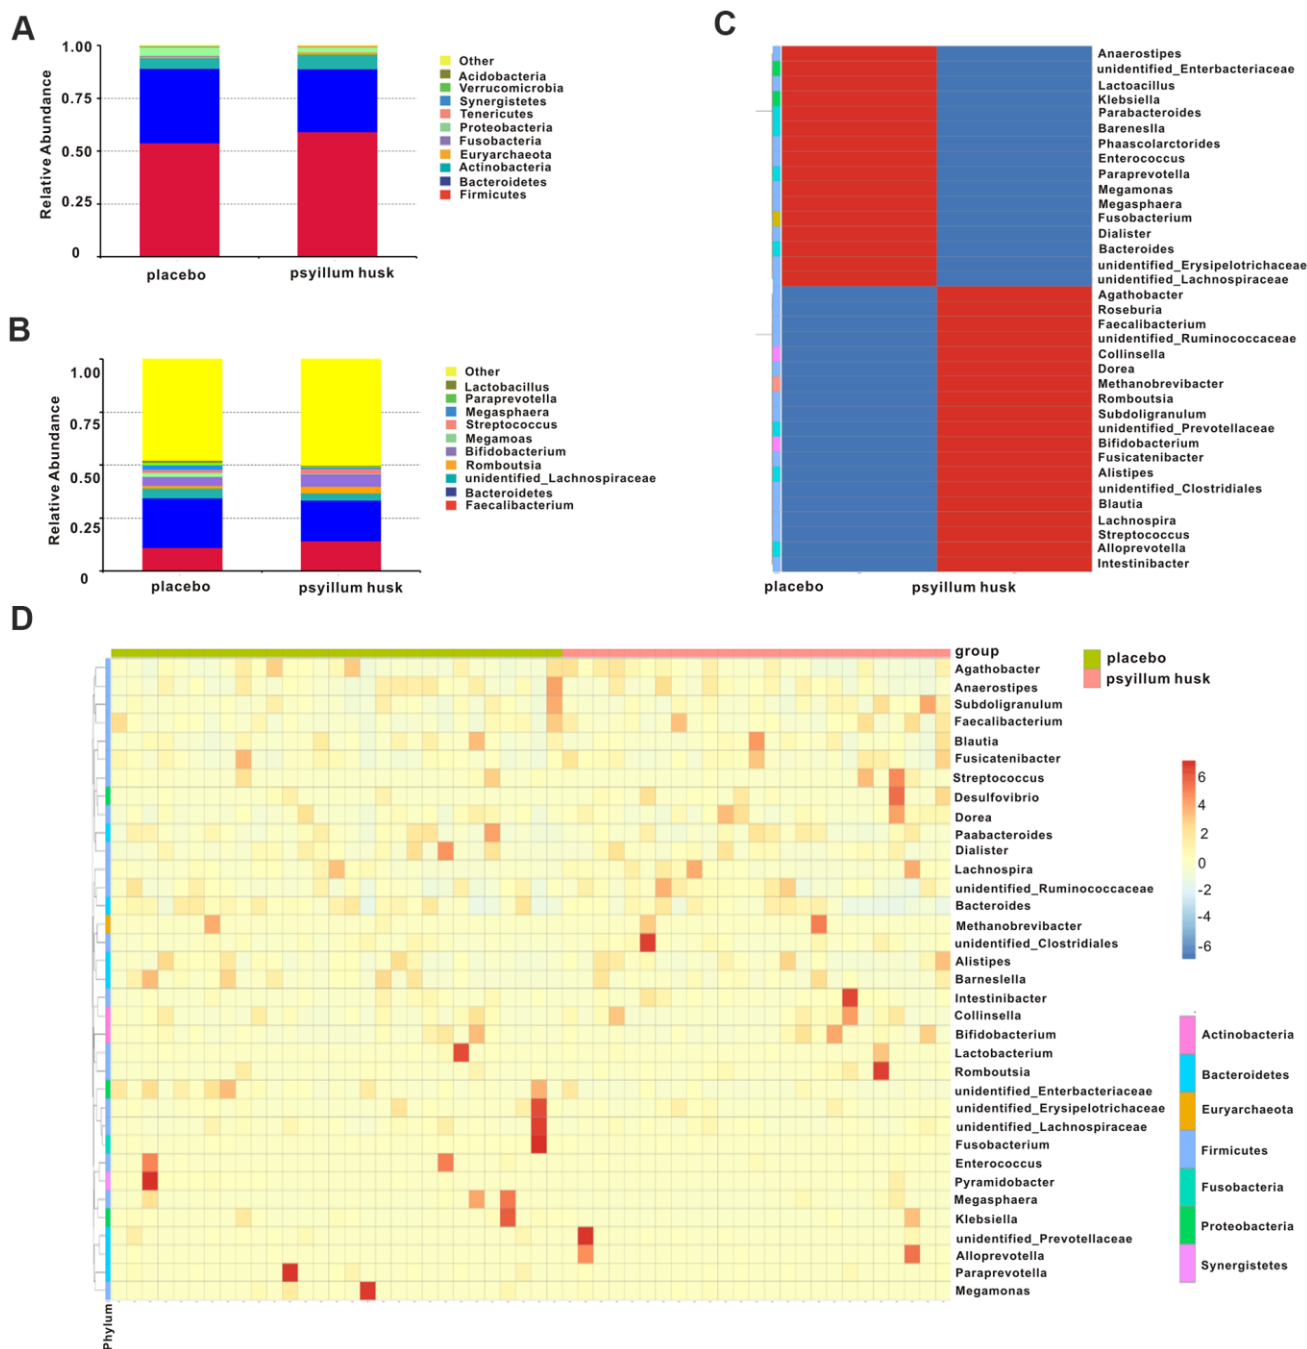 A
Relative Abundance
1.00
0.75
0.50
0.25
0
placebo
psyillum husk
Other
Acidobacteria
Verrucomicrobia
Synergistetes
Tenericutes
Proteobacteria
Fusobacteria
Euryarchaeota
Actinobacteria
Bacteroidetes
Firmicutes
B
Relative Abundance
1.00
0.75
0.50
0.25
0
placebo
psyillum husk
Other
Lactobacillus
Paraprevotella
Megasphaera
Streptococcus
Megamoas
Bifidobacterium
Romboutsia
unidentified_Lachnospiraceae
Bacteroidetes
Faecalibacterium
C
Anaerostipes
unidentified_Enterbacteriaceae
Lactoacillus
Klebsiella
Parabacteroides
Bareneslla
Phaascolarctorides
Enterococcus
Paraprevotella
Megamonas
Megasphaera
Fusobacterium
Dialister
Bacteroides
unidentified_Erysipelotrichaceae
unidentified_Lachnospiraceae
Agathobacter
Roseburia
Faecalibacterium
unidentified_Ruminococcaceae
Collinsella
Dorea
Methanobrevibacter
Romboutsia
Subdoligranulum
unidentified_Prevotellaceae
Bifidobacterium
Fusicatenibacter
Alistipes
unidentified_Clostridiales
Blautia
Lachnospira
Streptococcus
Alloprevotella
Intestinibacter
placebo
psyillum husk
D
group
Agathobacter
Anaerostipes
Subdoligranulum
Faecalibacterium
Blautia
Fusicatenibacter
Streptococcus
Desulfovibrio
Dorea
Paabacteroides
Dialister
Lachnospira
unidentified_Ruminococcaceae
Bacteroides
Methanobrevibacter
unidentified_Clostridiales
Alistipes
Barneslella
Intestinibacter
Collinsella
Bifidobacterium
Lactobacterium
Romboutsia
unidentified_Enterbacteriaceae
unidentified_Erysipelotrichaceae
unidentified_Lachnospiraceae
Fusobacterium
Enterococcus
Pyramidobacter
Megasphaera
Klebsiella
unidentified_Prevotellaceae
Alloprevotella
Paraprevotella
Megamonas
Phylum
placebo
psyillum husk
6
4
2
0
-2
-4
-6
Actinobacteria
Bacteroidetes
Euryarchaeota
Firmicutes
Fusobacteria
Proteobacteria
Synergistetes